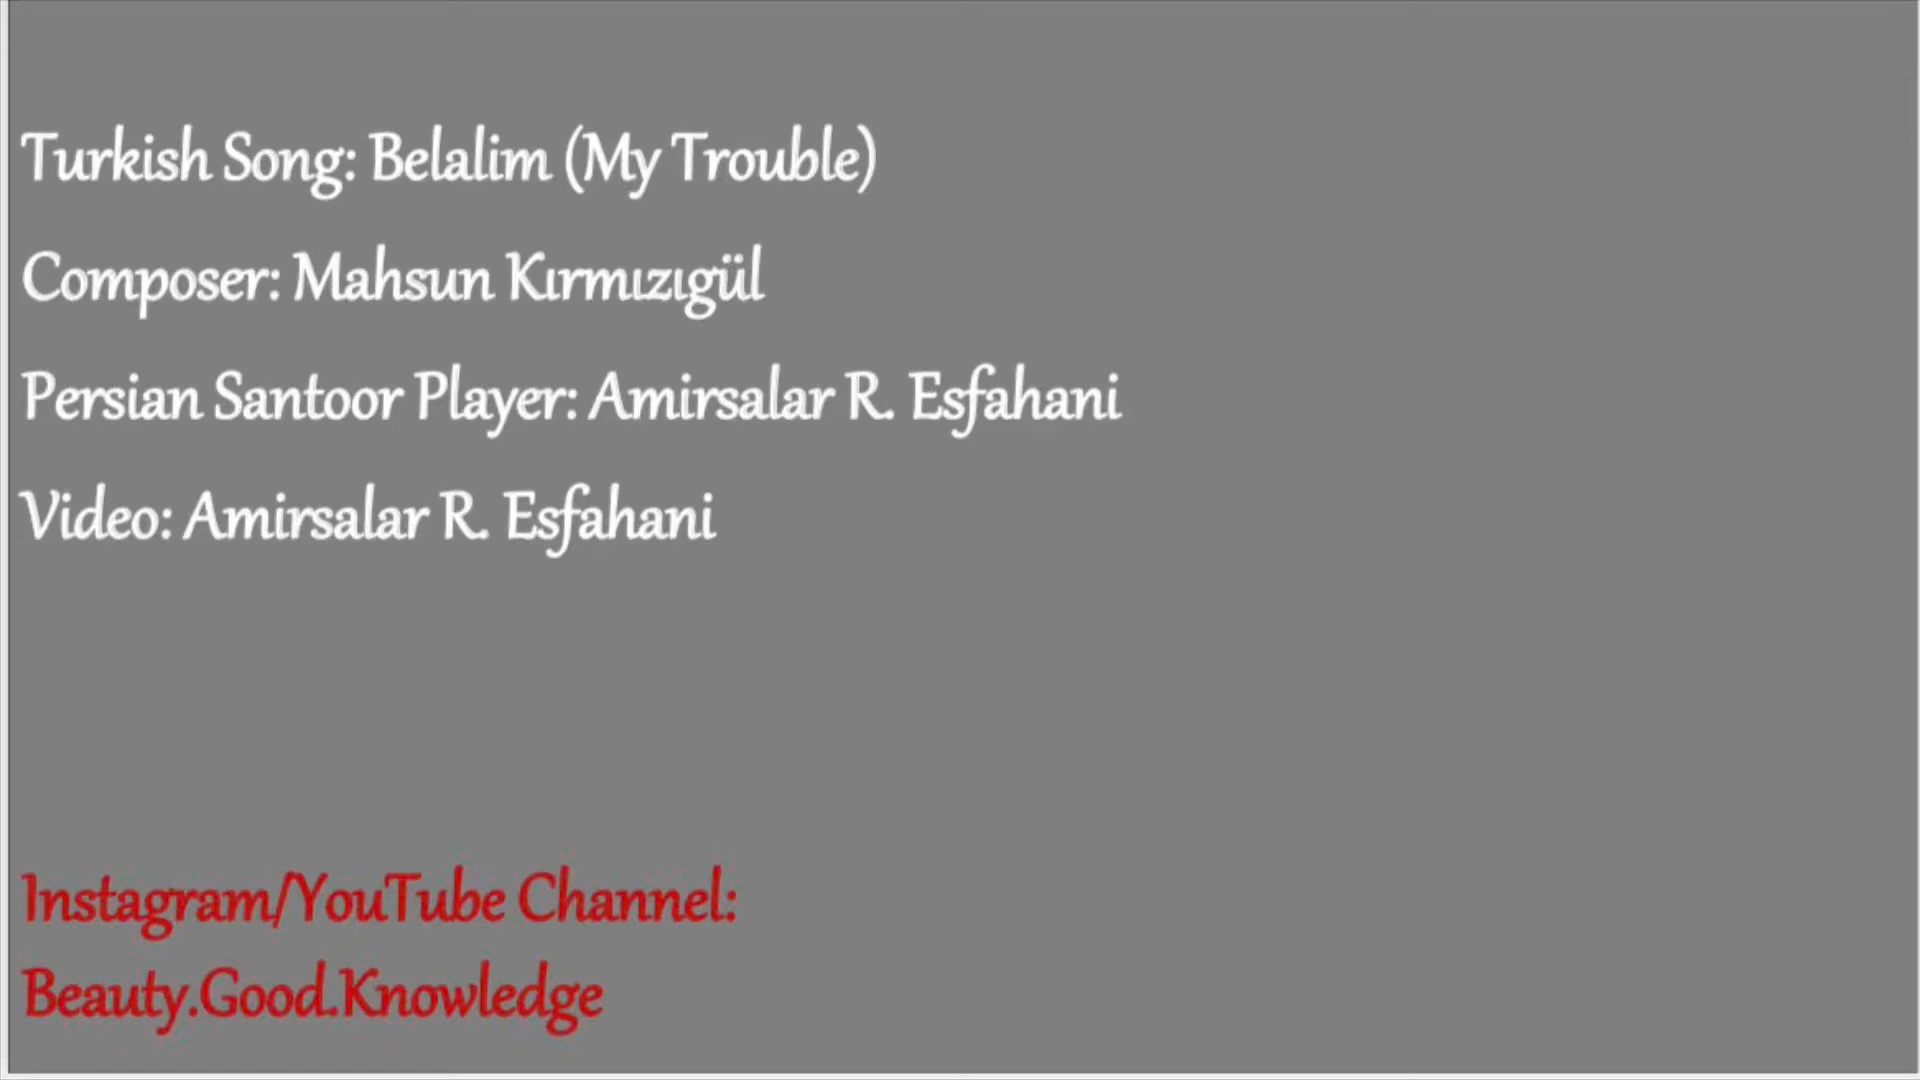 Turkish Song: Belalim (My Trouble)
Composer: Mahsun Kırmızıgül
Persian Santoor Player: Amirsalar R. Esfahani
Video: Amirsalar R. Esfahani
Instagram/YouTube Channel:
Beauty.Good.Knowledge